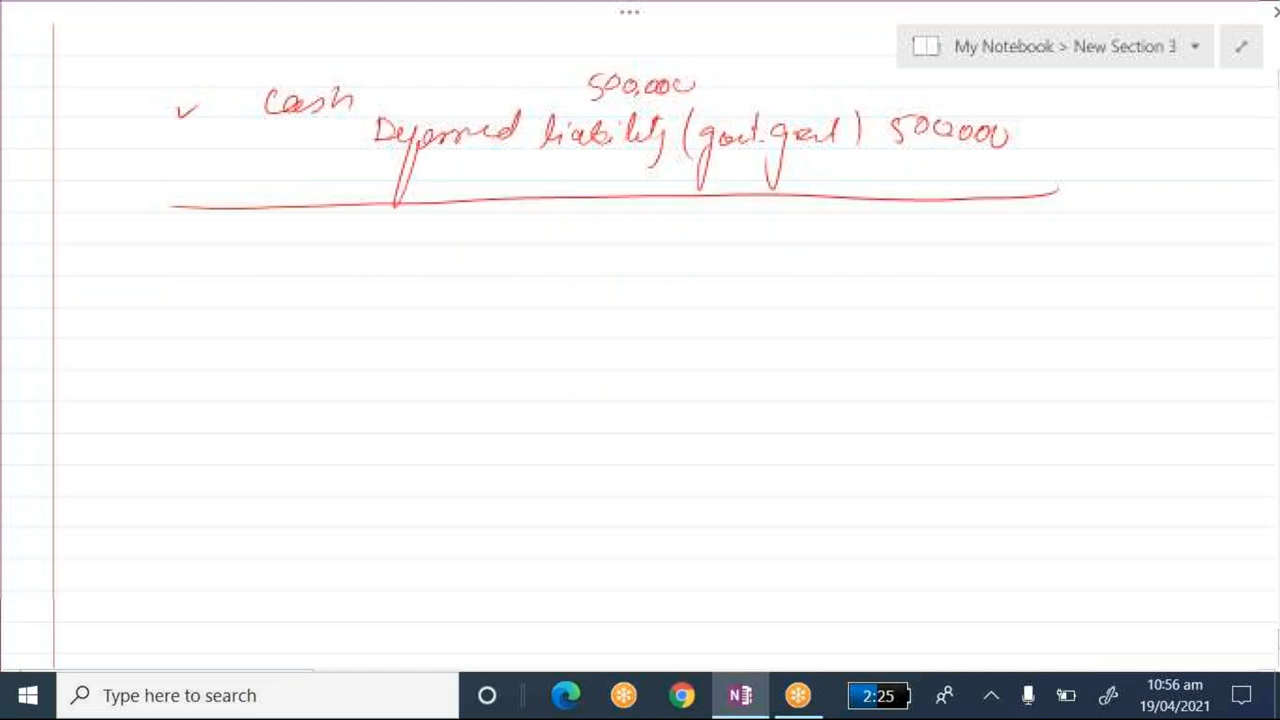 My Notebook > New Section 3
Cash 500,000
Deferred liability (govt. grant) 500000
Type here to search
2:25
10:56 am
19/04/2021